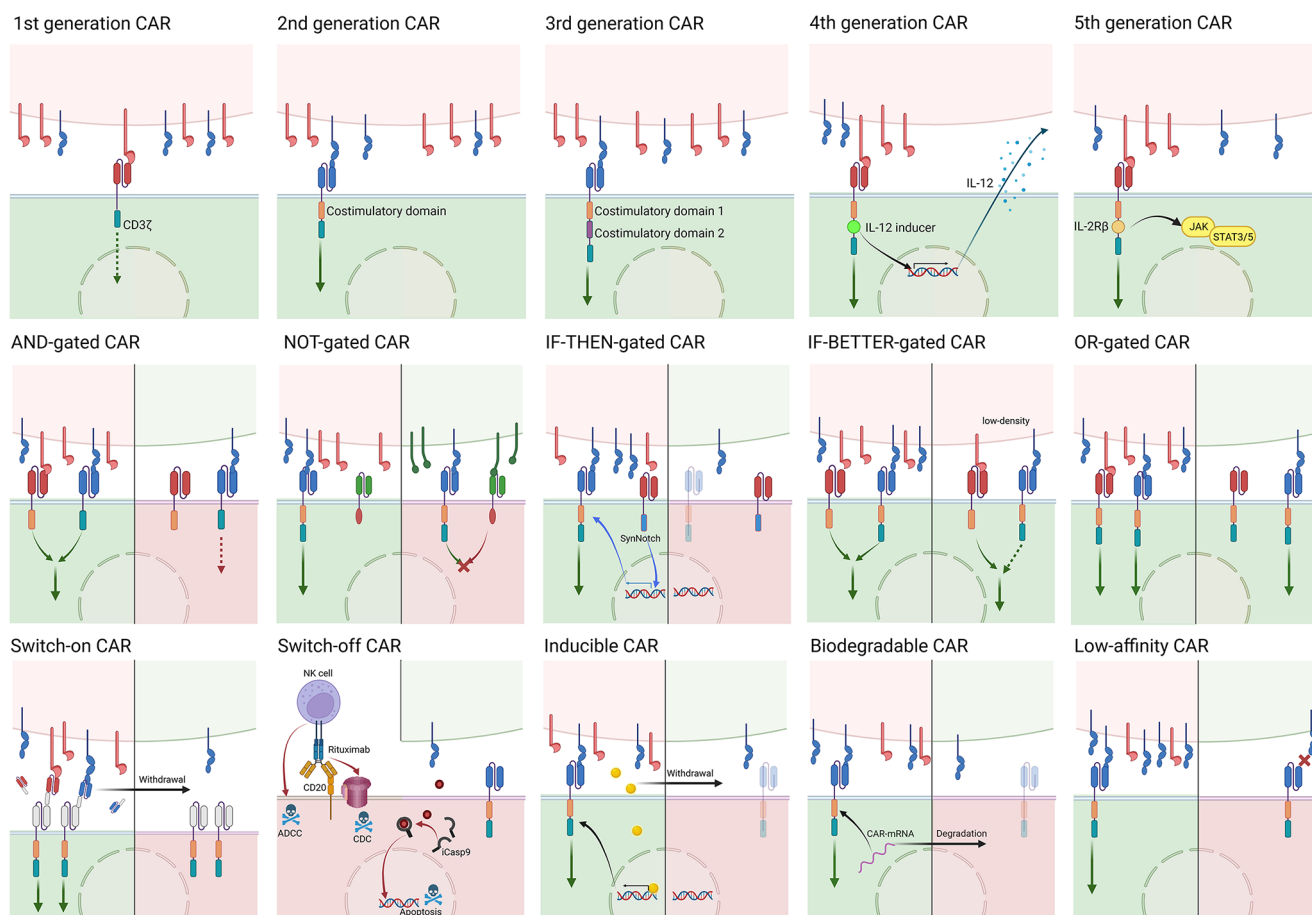 1st generation CAR
2nd generation CAR
3rd generation CAR
4th generation CAR
5th generation CAR
CD3ζ
Costimulatory domain
Costimulatory domain 1
Costimulatory domain 2
IL-12
IL-12 inducer
IL-2Rβ
JAK
STAT3/5
AND-gated CAR
NOT-gated CAR
IF-THEN-gated CAR
IF-BETTER-gated CAR
OR-gated CAR
SynNotch
low-density
Switch-on CAR
Switch-off CAR
Inducible CAR
Biodegradable CAR
Low-affinity CAR
Withdrawal
NK cell
Rituximab
CD20
ADCC
CDC
iCasp9
Apoptosis
Withdrawal
CAR-mRNA
Degradation